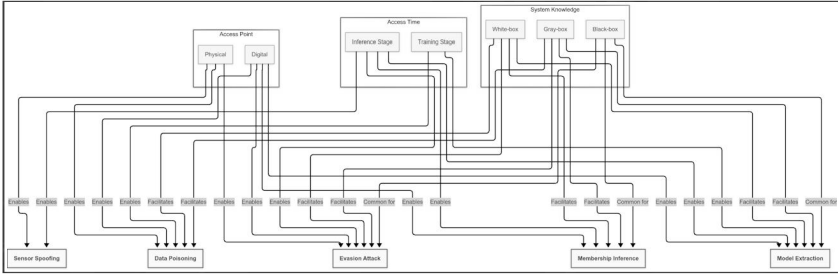 System Knowledge
Access Time
Access Point
White-box Gray-box Black-box
Inference Stage Training Stage
Physical Digital
Enables Enables Enables Enables Enables Facilitates Facilitates Enables Enables Enables Facilitates Facilitates Common for Enables Enables Facilitates Facilitates Common for Enables Enables Enables Facilitates Facilitates Common for
Sensor Spoofing Data Poisoning Evasion Attack Membership Inference Model Extraction